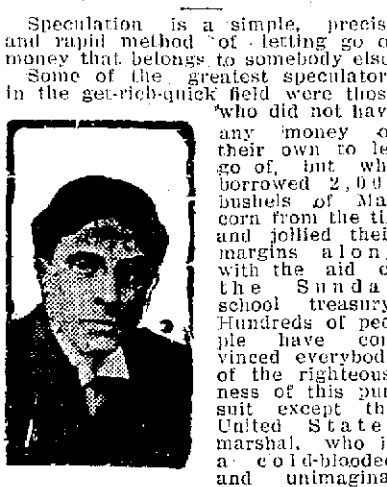 Speculation is a simple, precis
and rapid method of letting go o
money that belongs to somebody else
Some of the greatest speculator
in the get-rich-quick field were thos
who did not hav
any money o
their own to le
go of, but wh
borrowed 2,00
bushels of Ma
corn from the ti
and jollied thei
margins along,
with the aid o
the Sunda
school treasury
Hundreds of peo
ple have con
vinced everybod
of the righteous
ness of this pur
suit except th
United State
marshal, who i
a cold-blooded
and unimagina